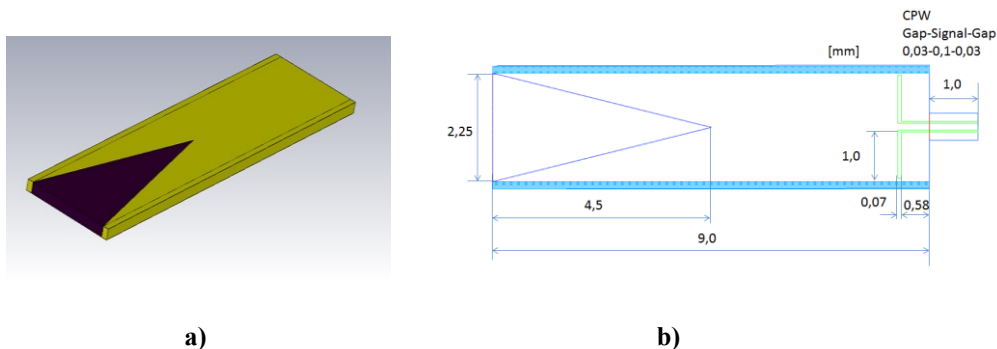 CPW
Gap-Signal-Gap
[mm]
0,03-0,1-0,03
1,0
2,25
1,0
4,5
0,07
0,58
9,0
a)
b)